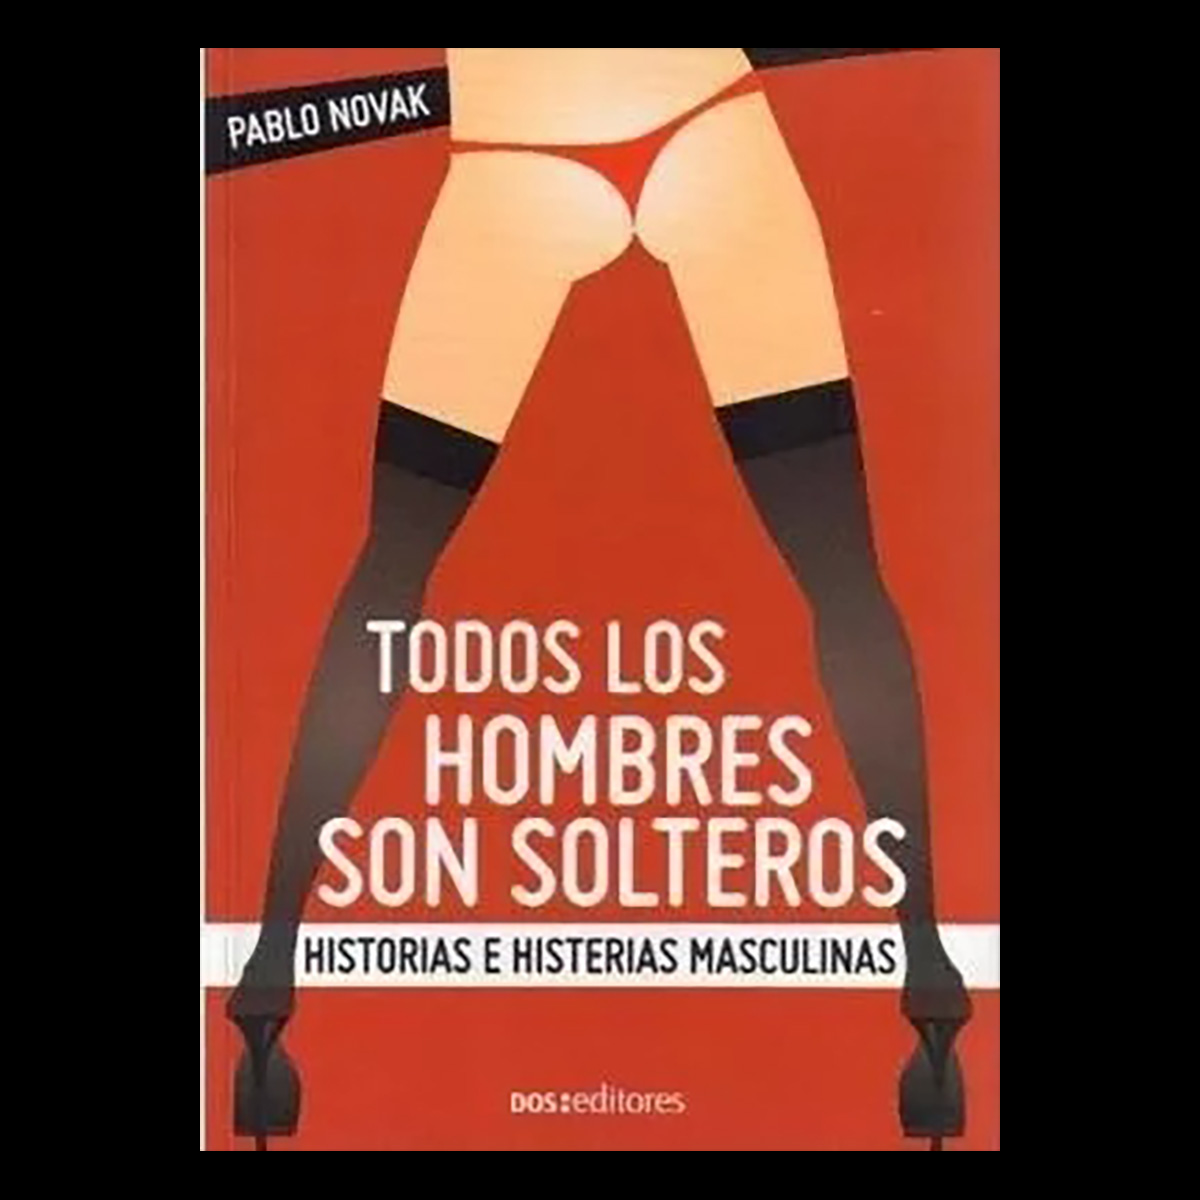 PABLO NOVAK
TODOS LOS
HOMBRES
SON SOLTEROS
HISTORIAS E HISTERIAS MASCULINAS
DOS:editores